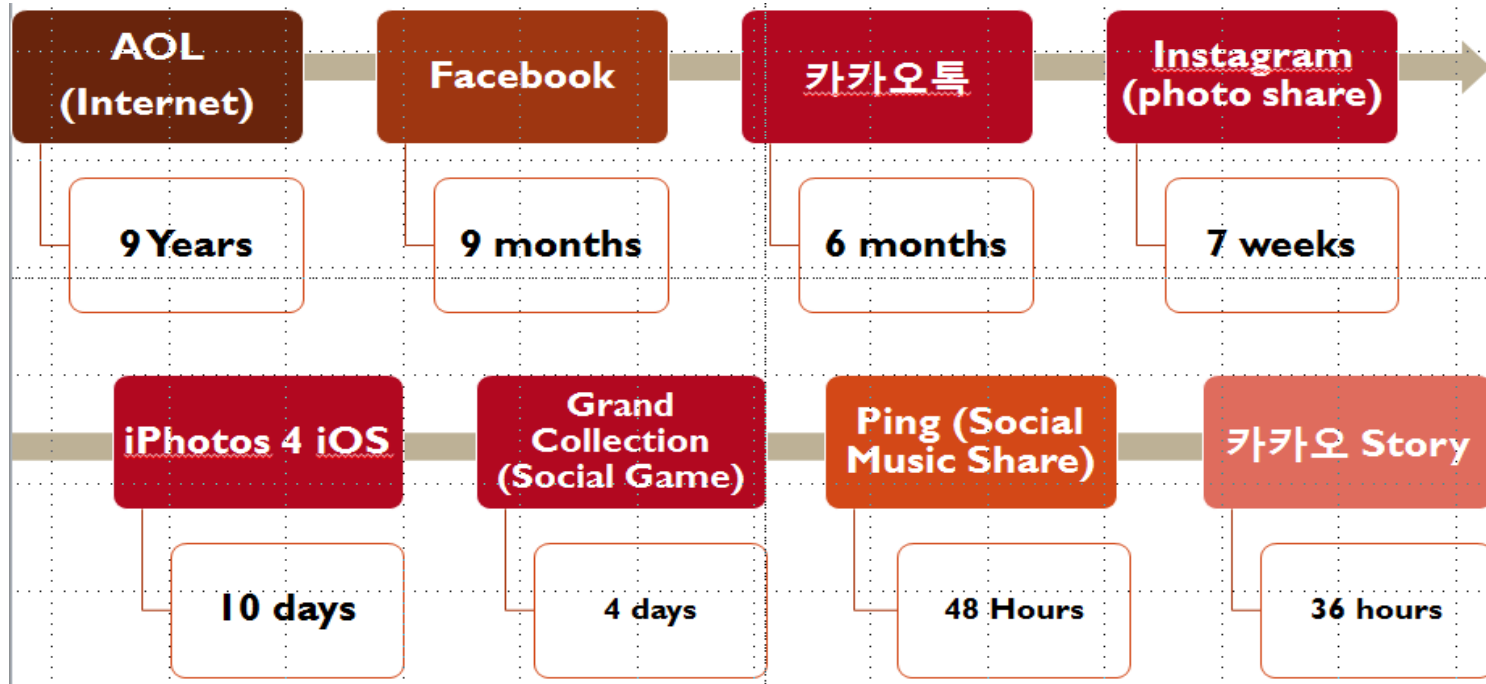 AOL
(Internet)
Facebook
카카오톡
Instagram
(photo share)
9 Years
9 months
6 months
7 weeks
iPhotos 4 iOS
Grand
Collection
(Social Game)
Ping (Social
Music Share)
카카오 Story
10 days
4 days
48 Hours
36 hours